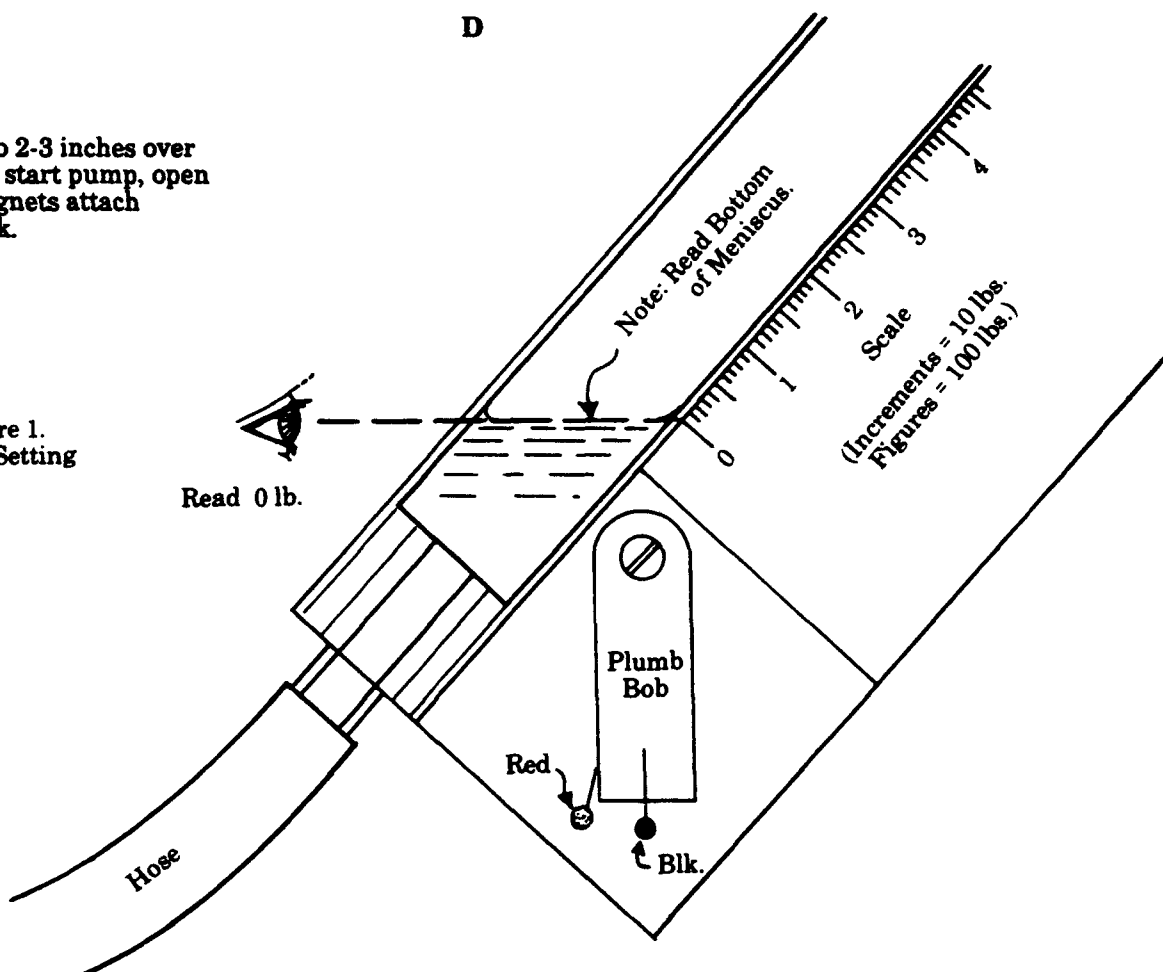 D
o 2-3 inches over
start pump, open
gnets attach
k.
Note: Read Bottom
of Meniscus.
4
3
2
1
0
Scale
(Increments = 10 lbs.
Figures = 100 lbs.)
re 1.
Setting
Read 0 lb.
Plumb
Bob
Red
Blk.
Hose